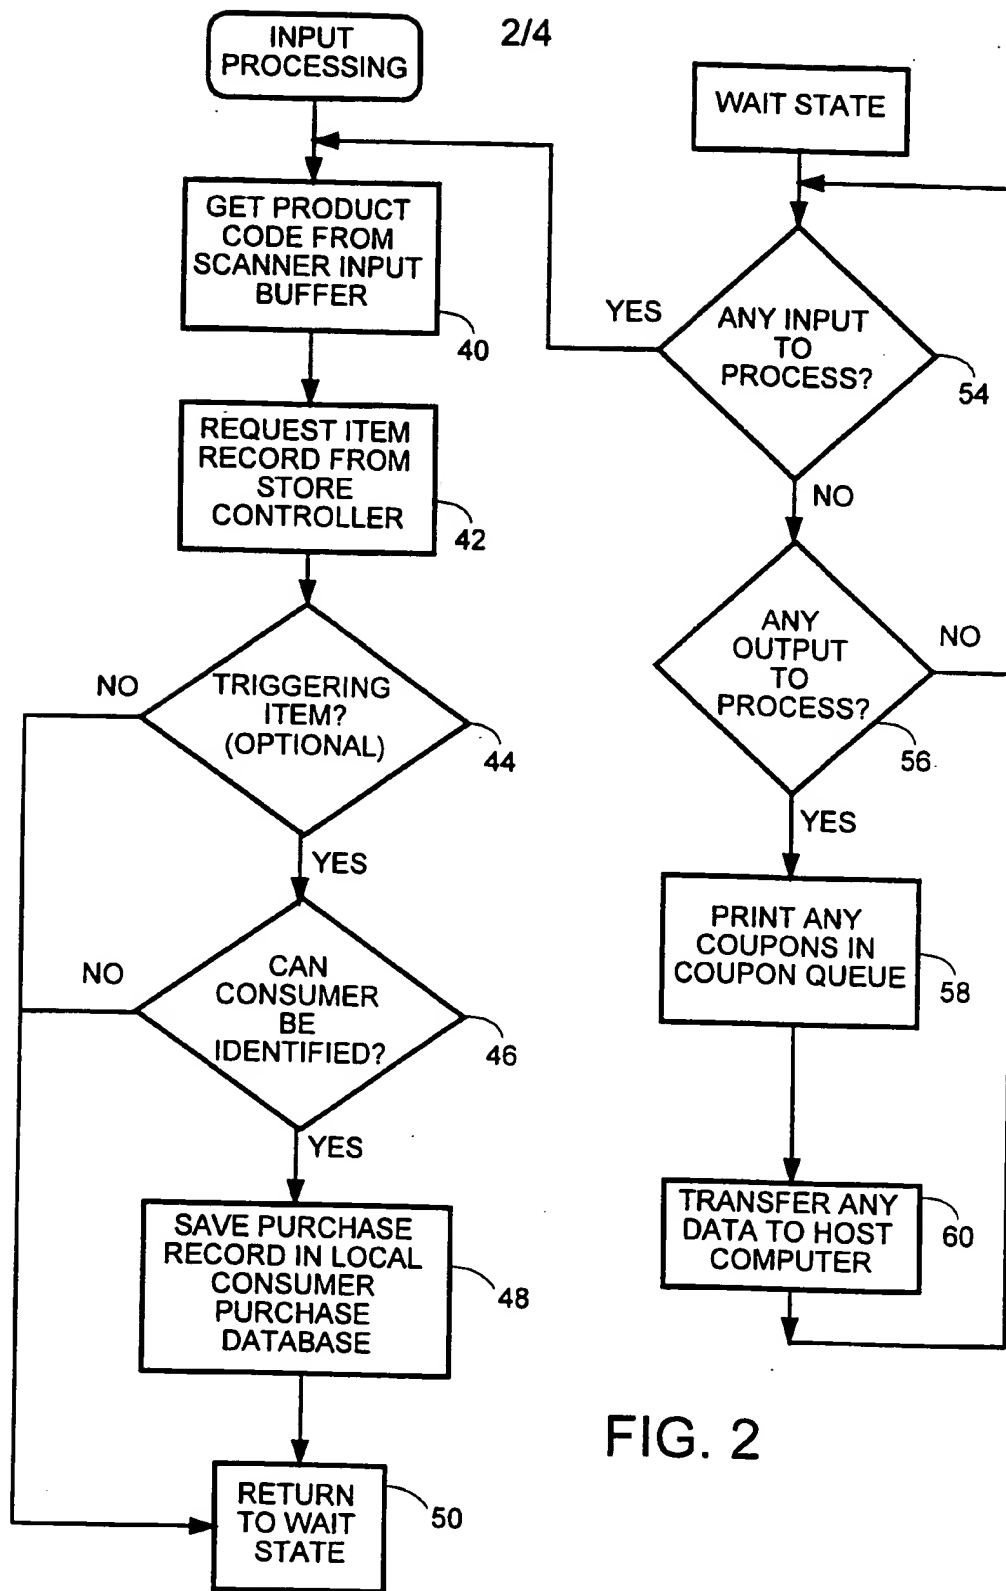 2/4
INPUT
PROCESSING
GET PRODUCT
CODE FROM
SCANNER INPUT
BUFFER
40
REQUEST ITEM
RECORD FROM
STORE
CONTROLLER
42
TRIGGERING
ITEM?
(OPTIONAL)
44
NO
YES
CAN
CONSUMER
BE
IDENTIFIED?
46
NO
YES
SAVE PURCHASE
RECORD IN LOCAL
CONSUMER
PURCHASE
DATABASE
48
RETURN
TO WAIT
STATE
50
WAIT STATE
ANY INPUT
TO
PROCESS?
54
YES
NO
ANY
OUTPUT
TO
PROCESS?
56
NO
YES
PRINT ANY
COUPONS IN
COUPON QUEUE
58
TRANSFER ANY
DATA TO HOST
COMPUTER
60
FIG. 2